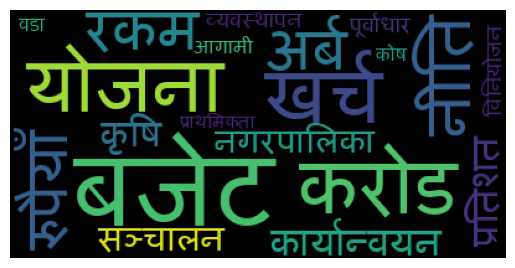 वडा
रकम
व्यवस्थापन
आगामी
अर्ब
पूर्वाधार
कोष
नीति
विनियोजन
योजना
खर्च
प्राथमिकता
कृषि
नगरपालिका
रुपैयाँ
बजेट
करोड
प्रतिशत
सञ्चालन
कार्यान्वयन